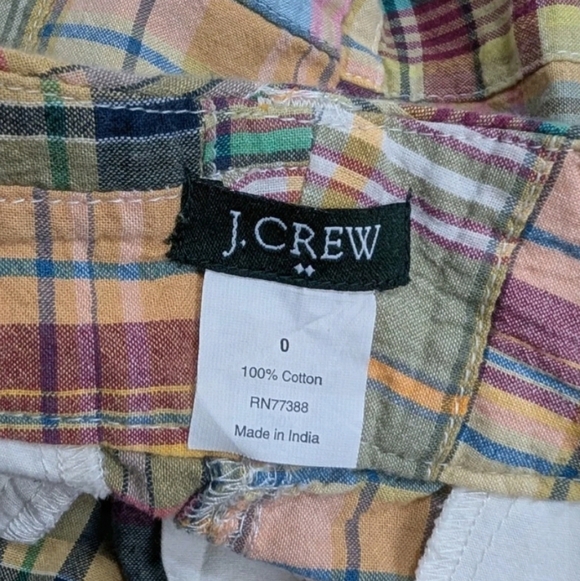 J.CREW
0
100% Cotton
RN77388
Made in India